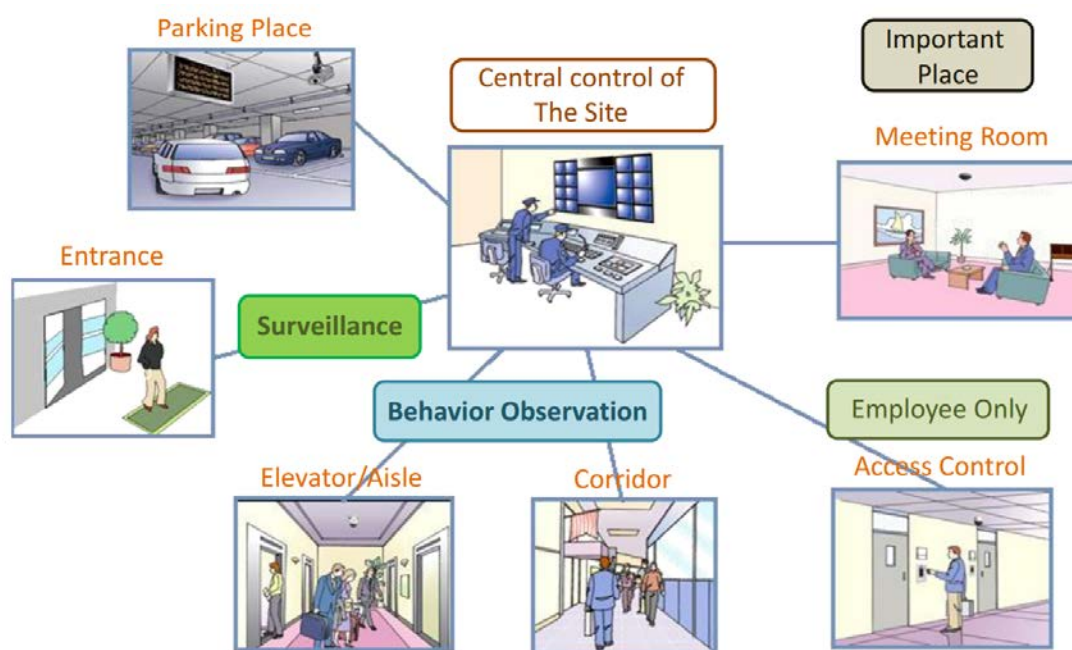 Parking Place
Important
Place
Central control of
The Site
Meeting Room
Entrance
Surveillance
Behavior Observation
Employee Only
Elevator/Aisle
Corridor
Access Control